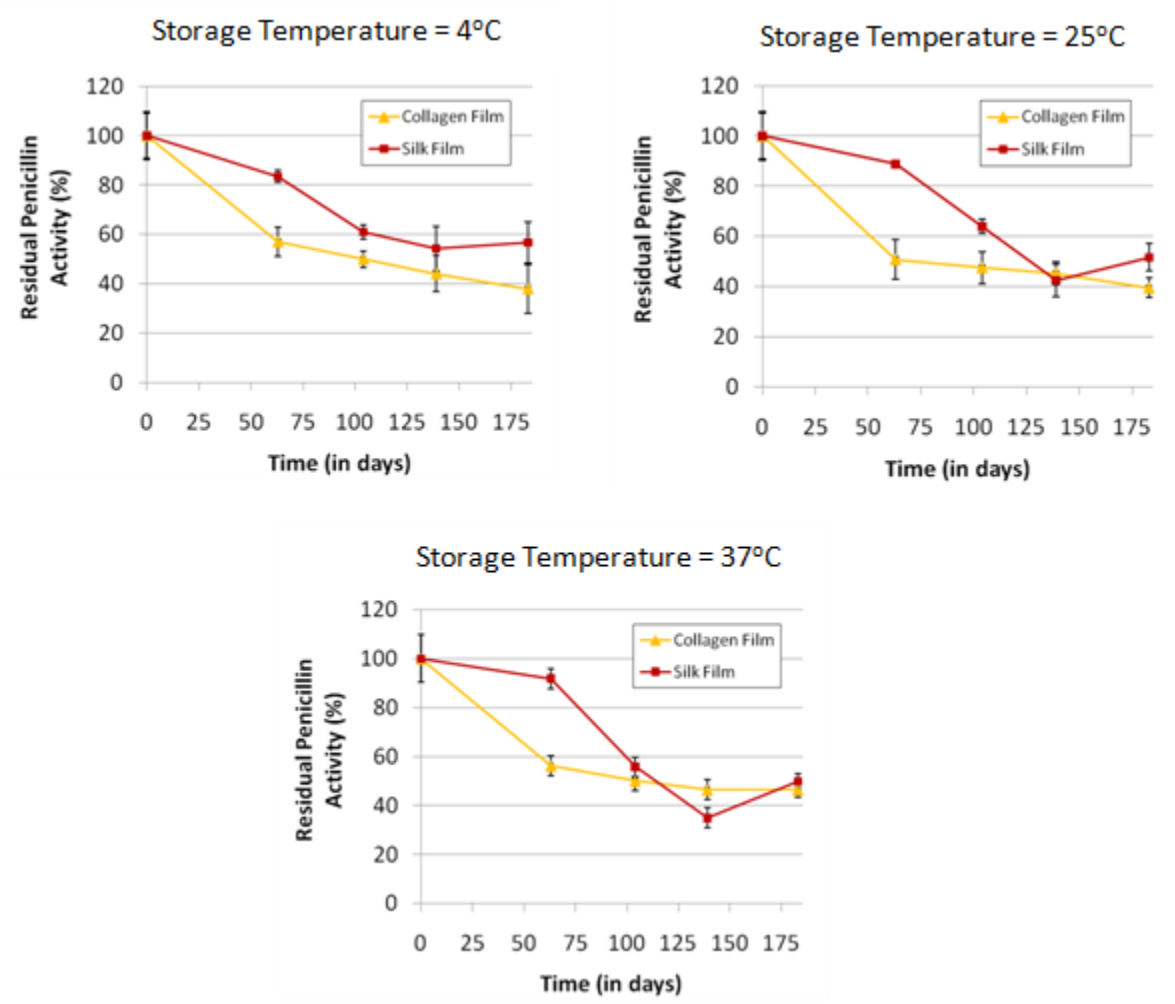 Storage Temperature = 4°C
120
100
80
60
40
20
0
Residual Penicillin
Activity (%)
Collagen Film
Silk Film
0 25 50 75 100 125 150 175
Time (in days)
Storage Temperature = 25°C
120
100
80
60
40
20
0
Residual Penicillin
Activity (%)
Collagen Film
Silk Film
0 25 50 75 100 125 150 175
Time (in days)
Storage Temperature = 37°C
120
100
80
60
40
20
0
Residual Penicillin
Activity (%)
Collagen Film
Silk Film
0 25 50 75 100 125 150 175
Time (in days)